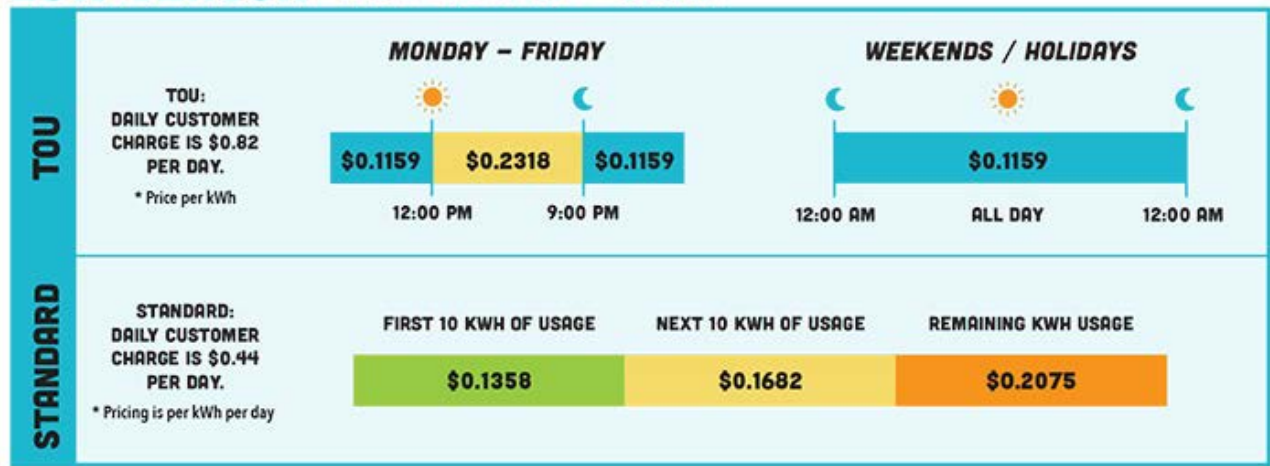 TOU
TOU:
DAILY CUSTOMER
CHARGE IS $0.82
PER DAY.
* Price per kWh
MONDAY – FRIDAY
$0.1159
$0.2318
$0.1159
12:00 PM
9:00 PM
WEEKENDS / HOLIDAYS
$0.1159
12:00 AM
ALL DAY
12:00 AM
STANDARD
STANDARD:
DAILY CUSTOMER
CHARGE IS $0.44
PER DAY.
* Pricing is per kWh per day
FIRST 10 KWH OF USAGE
NEXT 10 KWH OF USAGE
REMAINING KWH USAGE
$0.1358
$0.1682
$0.2075